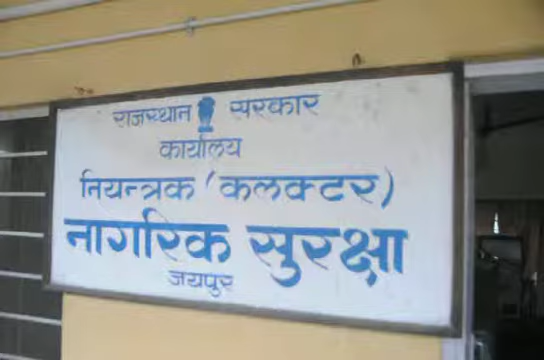 राजस्थान सरकार
कार्यालय
नियन्त्रक (कलक्टर)
नागरिक सुरक्षा
जयपुर